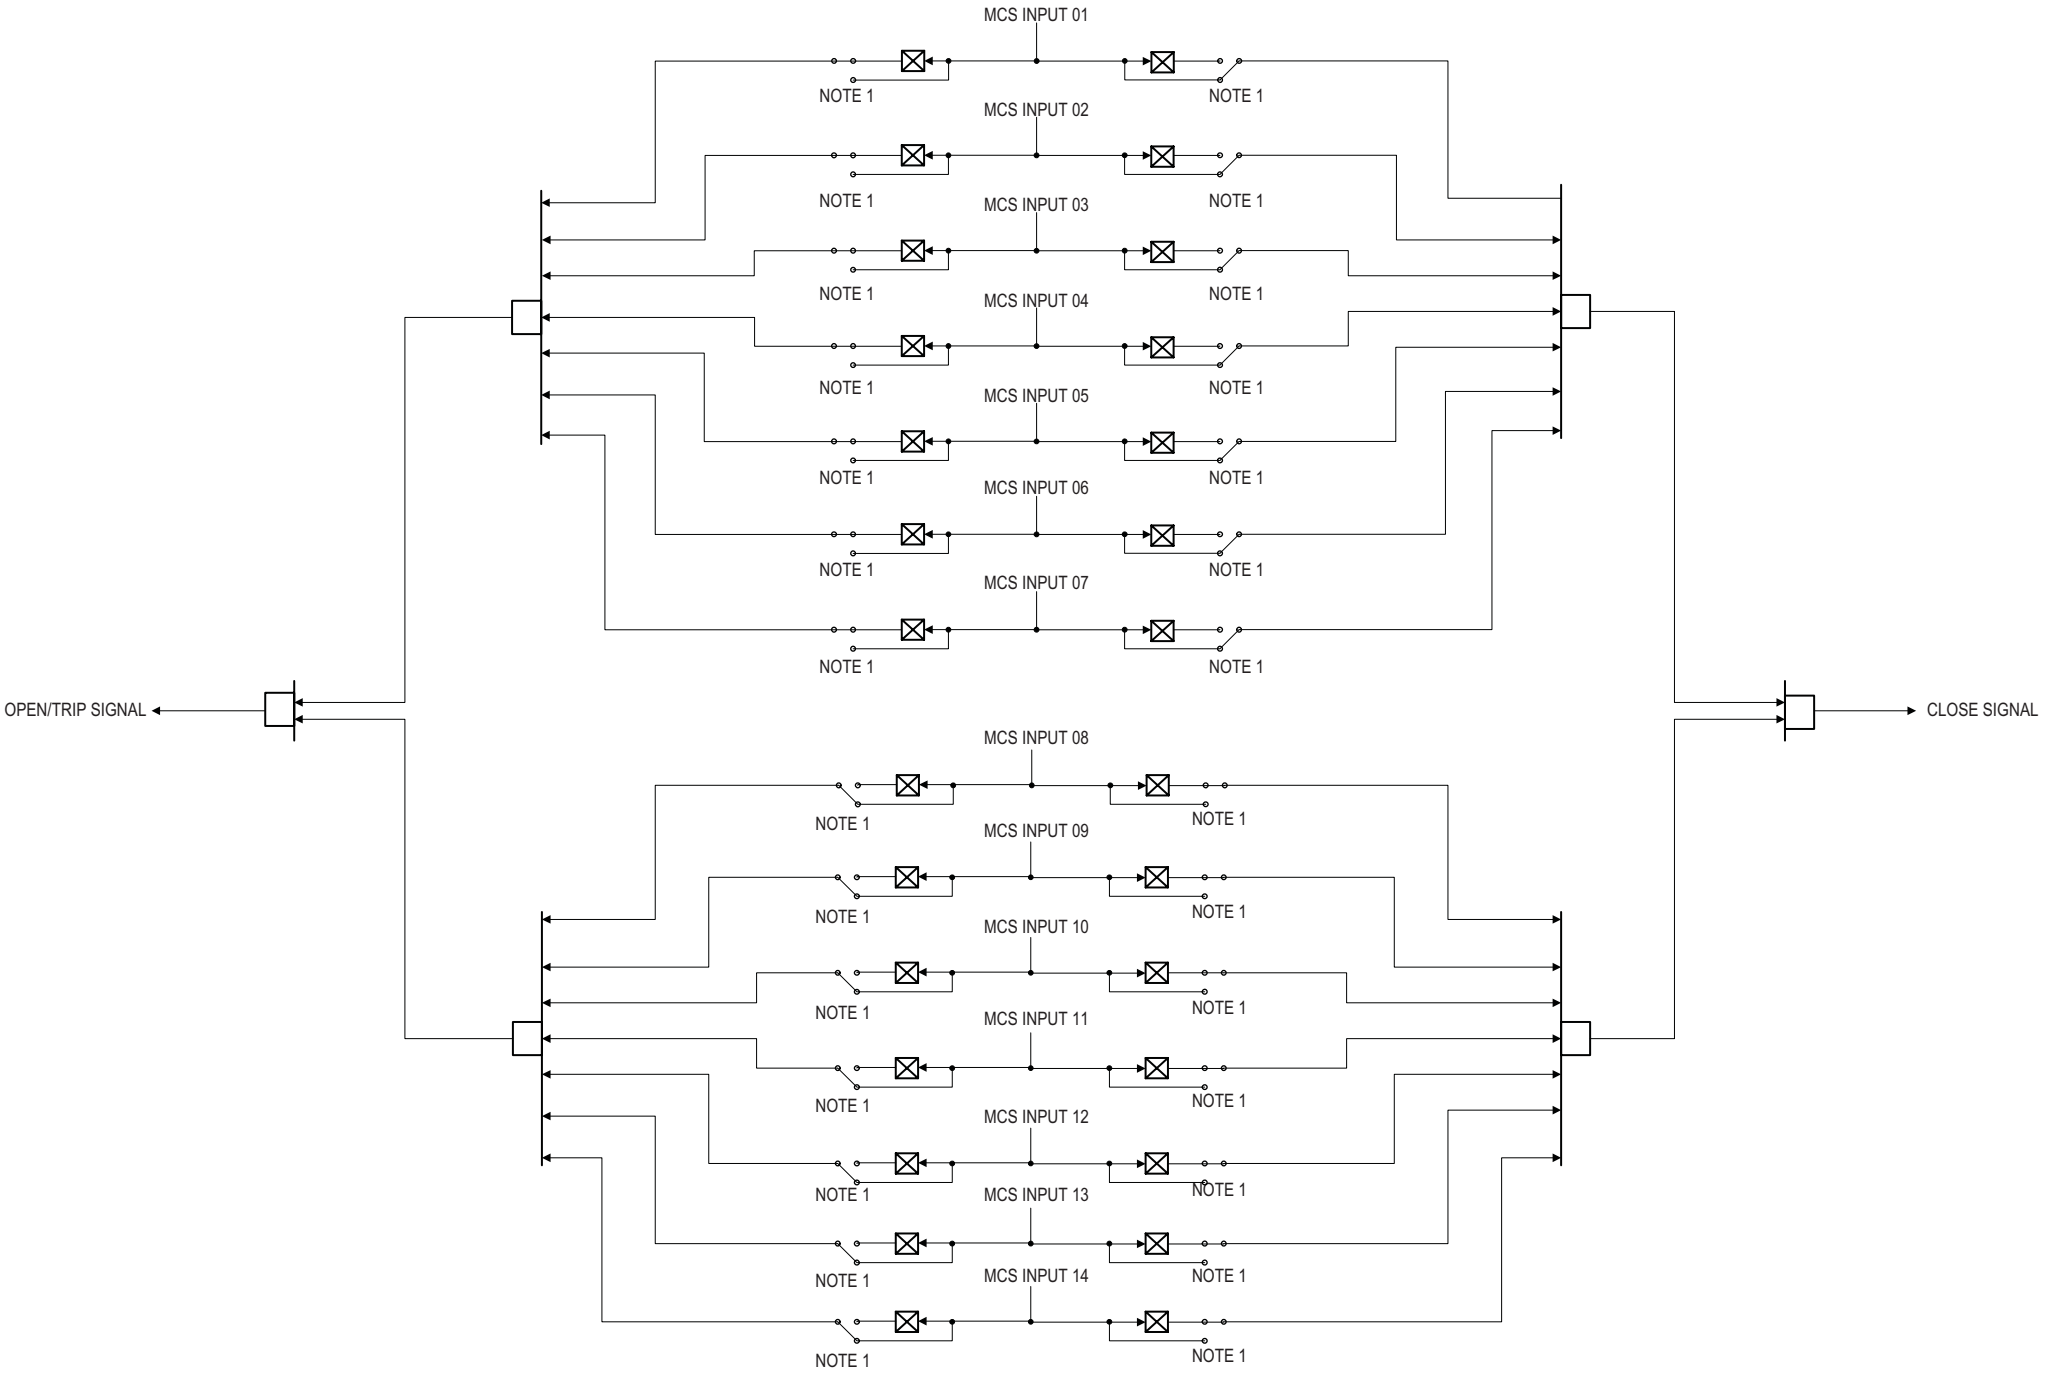 MCS INPUT 01
NOTE 1
NOTE 1
MCS INPUT 02
NOTE 1
NOTE 1
MCS INPUT 03
NOTE 1
NOTE 1
MCS INPUT 04
NOTE 1
NOTE 1
MCS INPUT 05
NOTE 1
NOTE 1
MCS INPUT 06
NOTE 1
NOTE 1
MCS INPUT 07
NOTE 1
NOTE 1
OPEN/TRIP SIGNAL
CLOSE SIGNAL
MCS INPUT 08
NOTE 1
NOTE 1
MCS INPUT 09
NOTE 1
NOTE 1
MCS INPUT 10
NOTE 1
NOTE 1
MCS INPUT 11
NOTE 1
NOTE 1
MCS INPUT 12
NOTE 1
NOTE 1
MCS INPUT 13
NOTE 1
NOTE 1
MCS INPUT 14
NOTE 1
NOTE 1